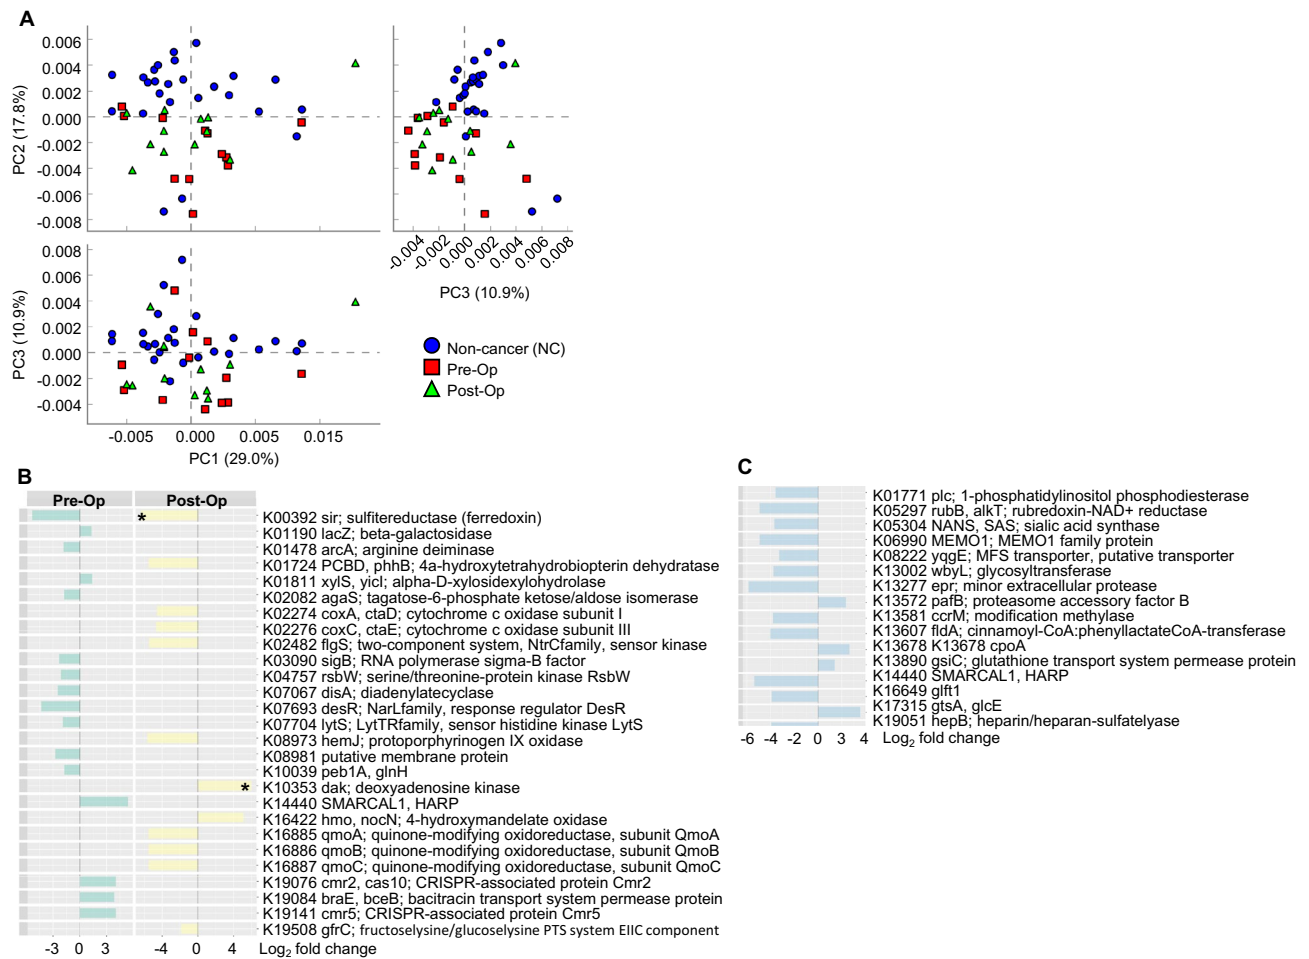 A
0.006
0.004
0.002
0.000
-0.002
-0.004
-0.006
-0.008
PC2 (17.8%)
-0.004
-0.002
0.000
0.002
0.004
0.006
0.008
PC3 (10.9%)
0.008
0.006
0.004
0.002
0.000
-0.002
-0.004
PC3 (10.9%)
-0.005
0.000
0.005
0.015
PC1 (29.0%)
Non-cancer (NC)
Pre-Op
Post-Op
B
Pre-Op
Post-Op
*
K00392 sir; sulfitereductase (ferredoxin)
K01190 lacZ; beta-galactosidase
K01478 arcA; arginine deiminase
K01724 PCBD, phhB; 4a-hydroxytetrahydrobiopterin dehydratase
K01811 xylS, yicI; alpha-D-xylosidexylohydrolase
K02082 agaS; tagatose-6-phosphate ketose/aldose isomerase
K02274 coxA, ctaD; cytochrome c oxidase subunit I
K02276 coxC, ctaE; cytochrome c oxidase subunit III
K02482 flgS; two-component system, NtrCfamily, sensor kinase
K03090 sigB; RNA polymerase sigma-B factor
K04757 rsbW; serine/threonine-protein kinase RsbW
K07067 disA; diadenylatecyclase
K07693 desR; NarLfamily, response regulator DesR
K07704 lytS; LytTRfamily, sensor histidine kinase LytS
K08973 hemJ; protoporphyrinogen IX oxidase
K08981 putative membrane protein
K10039 peb1A, glnH
*
K10353 dak; deoxyadenosine kinase
K14440 SMARCAL1, HARP
K16422 hmo, nocN; 4-hydroxymandelate oxidase
K16885 qmoA; quinone-modifying oxidoreductase, subunit QmoA
K16886 qmoB; quinone-modifying oxidoreductase, subunit QmoB
K16887 qmoC; quinone-modifying oxidoreductase, subunit QmoC
K19076 cmr2, cas10; CRISPR-associated protein Cmr2
K19084 braE, bceB; bacitracin transport system permease protein
K19141 cmr5; CRISPR-associated protein Cmr5
K19508 gfrC; fructoselysine/glucoselysine PTS system EIIC component
-3 0 3 -4 0 4 Log2 fold change
C
K01771 plc; 1-phosphatidylinositol phosphodiesterase
K05297 rubB, alkT; rubredoxin-NAD+ reductase
K05304 NANS, SAS; sialic acid synthase
K06990 MEMO1; MEMO1 family protein
K08222 yqgE; MFS transporter, putative transporter
K13002 wbyL; glycosyltransferase
K13277 epr; minor extracellular protease
K13572 pafB; proteasome accessory factor B
K13581 ccrM; modification methylase
K13607 fldA; cinnamoyl-CoA:phenyllactateCoA-transferase
K13678 K13678 cpoA
K13890 gsiC; glutathione transport system permease protein
K14440 SMARCAL1, HARP
K16649 glft1
K17315 gtsA, glcE
K19051 hepB; heparin/heparan-sulfatelyase
-6 -4 -2 0 3 4 Log2 fold change